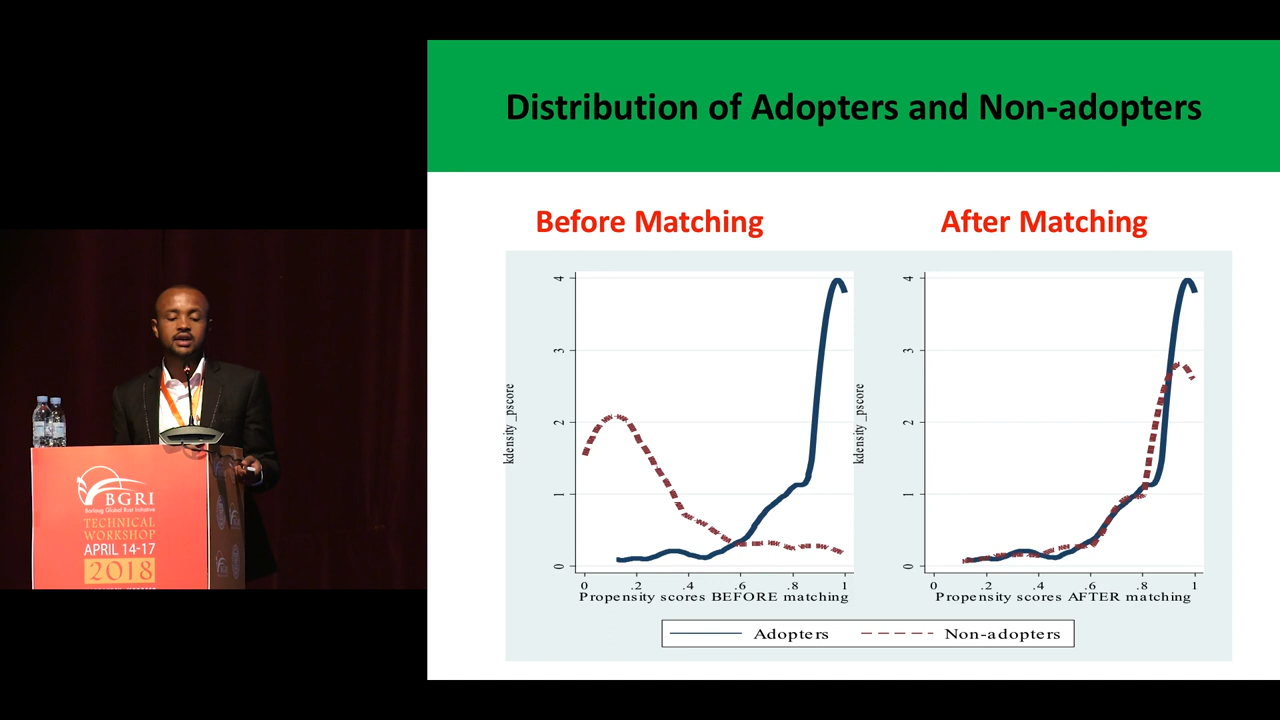 Distribution of Adopters and Non-adopters
Before Matching
After Matching
kdensity _pscore
4
3
2
1
0
0 .2 .4 .6 .8 1
Propensity scores BEFORE matching
kdensity _pscore
4
3
2
1
0
0 .2 .4 .6 .8 1
Propensity scores AFTER matching
Adopters Non-adopters
BGRI
Borlaug Global Rust Initiative
TECHNICAL
WORKSHOP
APRIL 14-17
2018